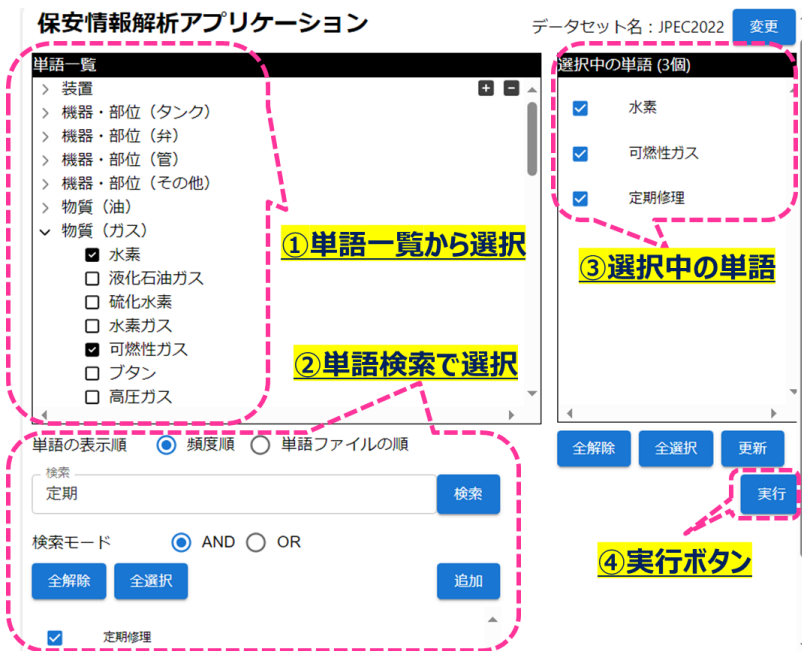 保安情報解析アプリケーション
データセット名：JPEC2022
変更
単語一覧
装置
機器・部位（タンク）
機器・部位（弁）
機器・部位（管）
機器・部位（その他）
物質（油）
物質（ガス）
水素
液化石油ガス
硫化水素
水素ガス
可燃性ガス
ブタン
高圧ガス
①単語一覧から選択
選択中の単語 (3個)
水素
可燃性ガス
定期修理
③選択中の単語
②単語検索で選択
単語の表示順 頻度順 単語ファイルの順
検索
定期
検索
検索モード AND OR
全解除 全選択 追加
定期修理
全解除 全選択 更新
実行
④実行ボタン